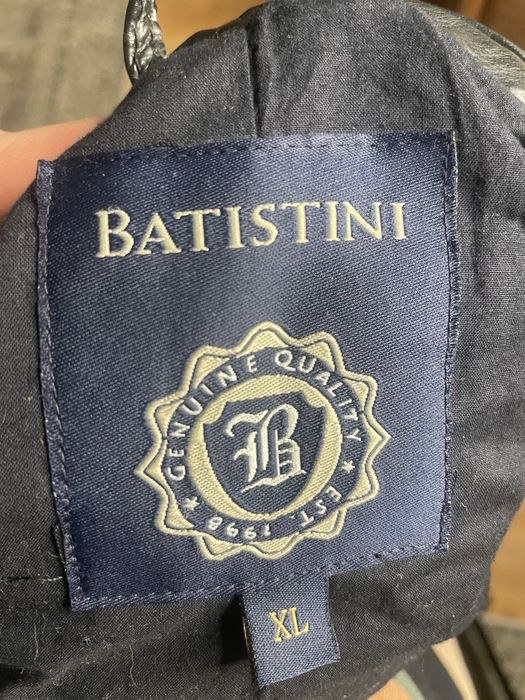 BATISTINI
GENUINE QUALITY
★ EST. 1998 ★
B
XL